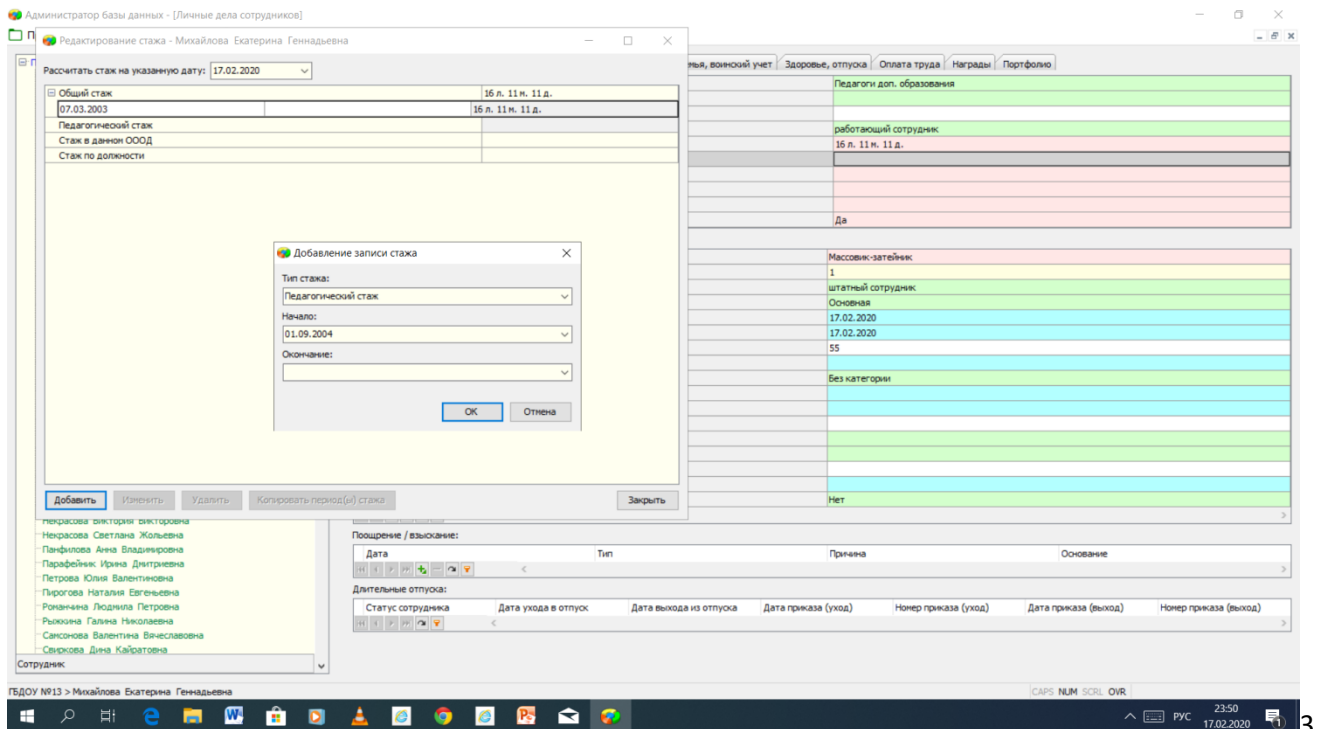 Администратор базы данных - [Личные дела сотрудников]
П
Редактирование стажа - Михайлова Екатерина Геннадьевна
Рассчитать стаж на указанную дату: 17.02.2020
Общий стаж 16 л. 11 м. 11 д.
07.03.2003 16 л. 11 м. 11 д.
Педагогический стаж
Стаж в данном ОООД
Стаж по должности
Добавление записи стажа
Тип стажа:
Педагогический стаж
Начало:
01.09.2004
Окончание:
OK Отмена
Добавить Изменить Удалить Копировать период(ы) стажа Закрыть
мья, воинский учет Здоровье, отпуска Оплата труда Награды Портфолио
Педагоги доп. образования
работающий сотрудник
16 л. 11 м. 11 д.
Да
Массовик-затейник
1
штатный сотрудник
Основная
17.02.2020
17.02.2020
55
Без категории
Нет
Некрасова Виктория Викторовна
Некрасова Светлана Жольевна
Панфилова Анна Владимировна
Парафейник Ирина Дмитриевна
Петрова Юлия Валентиновна
Пирогова Наталия Евгеньевна
Романчина Людмила Петровна
Рыжкина Галина Николаевна
Самсонова Валентина Вячеславовна
Свиркова Дина Кайратовна
Сотрудник
Поощрение / взыскание:
Дата Тип Причина Основание
Длительные отпуска:
Статус сотрудника Дата ухода в отпуск Дата выхода из отпуска Дата приказа (уход) Номер приказа (уход) Дата приказа (выход) Номер приказа (выход)
ГБДОУ №13 > Михайлова Екатерина Геннадьевна
CAPS NUM SCRL OVR
РУС 23:50
17.02.2020
3